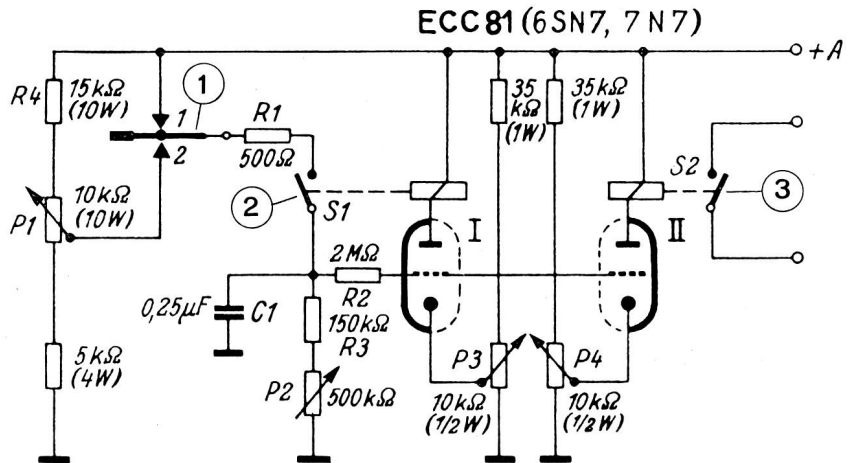 ECC81 (6SN7, 7N7)
+A
R4
15kΩ
(10W)
1
1
2
R1
500Ω
35
kΩ
(1W)
35kΩ
(1W)
S2
3
P1
10kΩ
(10W)
2
S1
I
II
2MΩ
R2
0,25μF
C1
150kΩ
R3
5kΩ
(4W)
P2
500kΩ
P3
10kΩ
(1/2W)
P4
10kΩ
(1/2W)